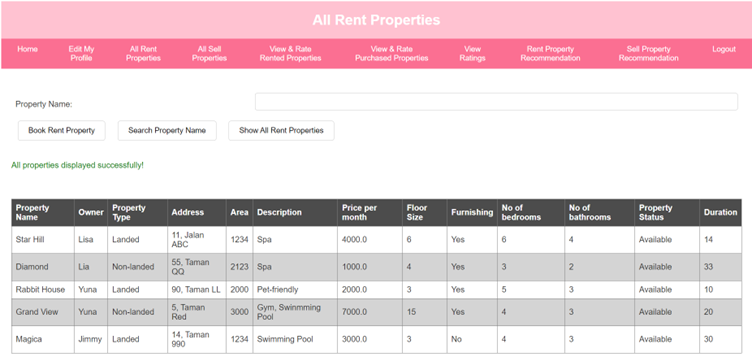 All Rent Properties
Home
Edit My
Profile
All Rent
Properties
All Sell
Properties
View & Rate
Rented Properties
View & Rate
Purchased Properties
View
Ratings
Rent Property
Recommendation
Sell Property
Recommendation
Logout
Property Name:
Book Rent Property Search Property Name Show All Rent Properties
All properties displayed successfully!
Property Name Owner Property Type Address Area Description Price per month Floor Size Furnishing No of bedrooms No of bathrooms Property Status Duration
Star Hill Lisa Landed 11, Jalan ABC 1234 Spa 4000.0 6 Yes 6 4 Available 14
Diamond Lia Non-landed 55, Taman QQ 2123 Spa 1000.0 4 Yes 3 2 Available 33
Rabbit House Yuna Landed 90, Taman LL 2000 Pet-friendly 2000.0 3 Yes 5 3 Available 10
Grand View Yuna Non-landed 5, Taman Red 3000 Gym, Swinmming Pool 7000.0 15 Yes 4 3 Available 20
Magica Jimmy Landed 14, Taman 990 1234 Swimming Pool 3000.0 3 No 4 3 Available 30